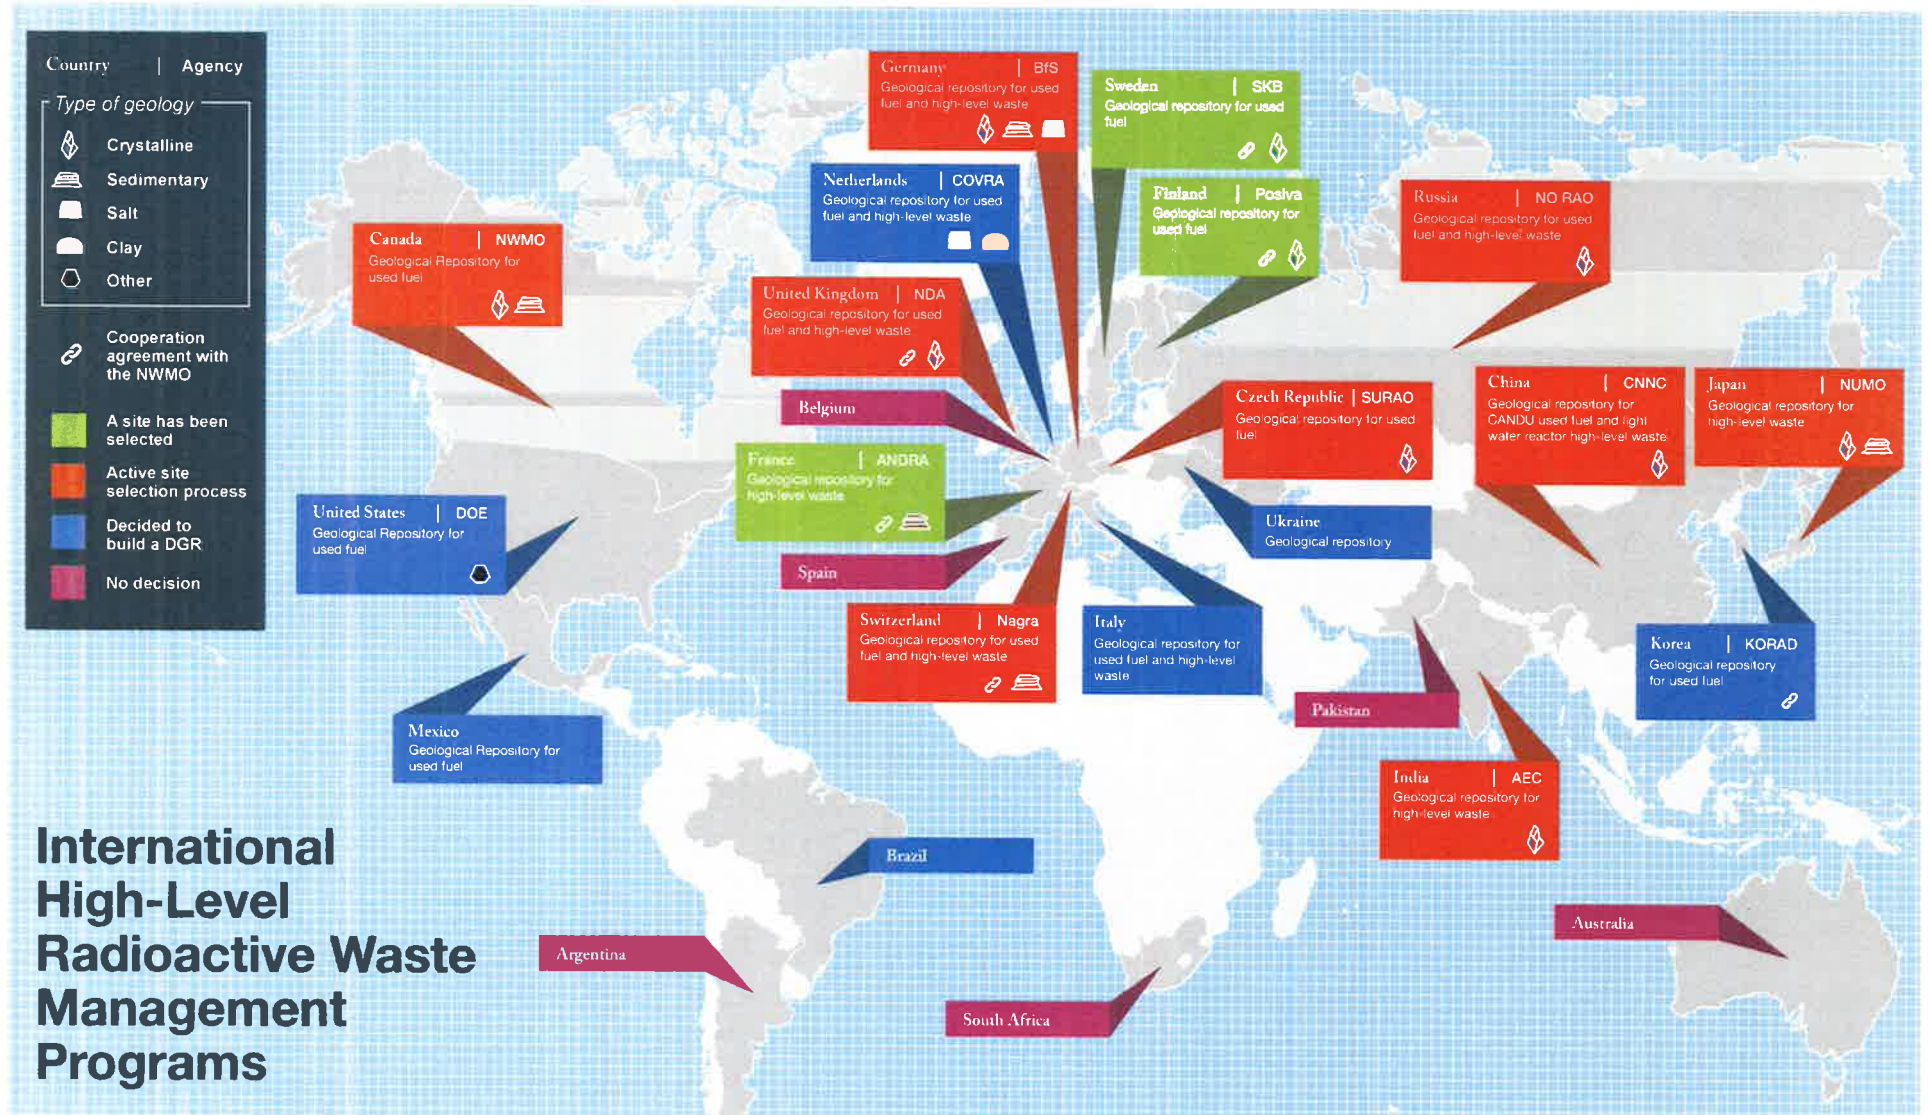 Country | Agency
Type of geology
Crystalline
Sedimentary
Salt
Clay
Other
Cooperation
agreement with
the NWMO
A site has been
selected
Active site
selection process
Decided to
build a DGR
No decision
Germany | BfS
Geological repository for used
fuel and high-level waste
Sweden | SKB
Geological repository for used
fuel
Netherlands | COVRA
Geological repository for used
fuel and high-level waste
Finland | Posiva
Geological repository for
used fuel
Russia | NO RAO
Geological repository for used
fuel and high-level waste
Canada | NWMO
Geological Repository for
used fuel
United Kingdom | NDA
Geological repository for used
fuel and high-level waste
Belgium
Czech Republic | SURAO
Geological repository for used
fuel
China | CNNC
Geological repository for
CANDU used fuel and light
water reactor high-level waste
Japan | NUMO
Geological repository for
high-level waste
France | ANDRA
Geological repository for
high-level waste
United States | DOE
Geological Repository for
used fuel
Ukraine
Geological repository
Spain
Switzerland | Nagra
Geological repository for used
fuel and high-level waste
Italy
Geological repository for
used fuel and high-level
waste
Korea | KORAD
Geological repository
for used fuel
Pakistan
Mexico
Geological Repository for
used fuel
India | AEC
Geological repository for
high-level waste
Brazil
Argentina
South Africa
Australia
International
High-Level
Radioactive Waste
Management
Programs